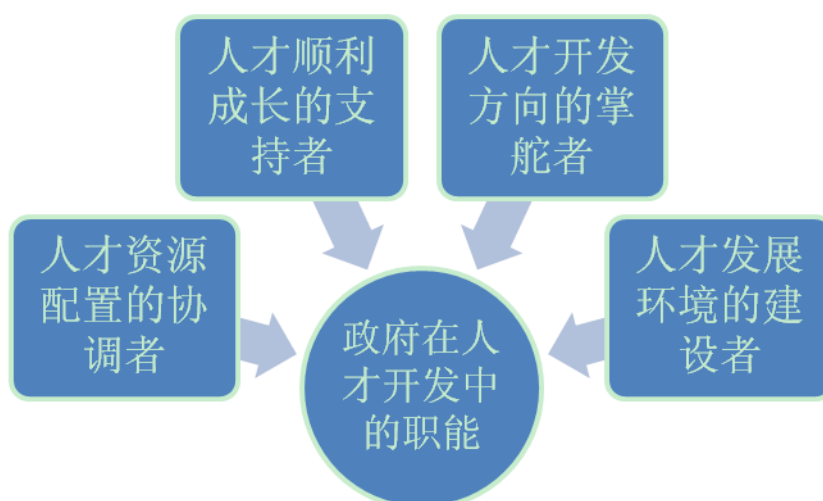 人才顺利
成长的支
持者
人才开发
方向的掌
舵者
人才资源
配置的协
调者
人才发展
环境的建
设者
政府在人
才开发中
的职能